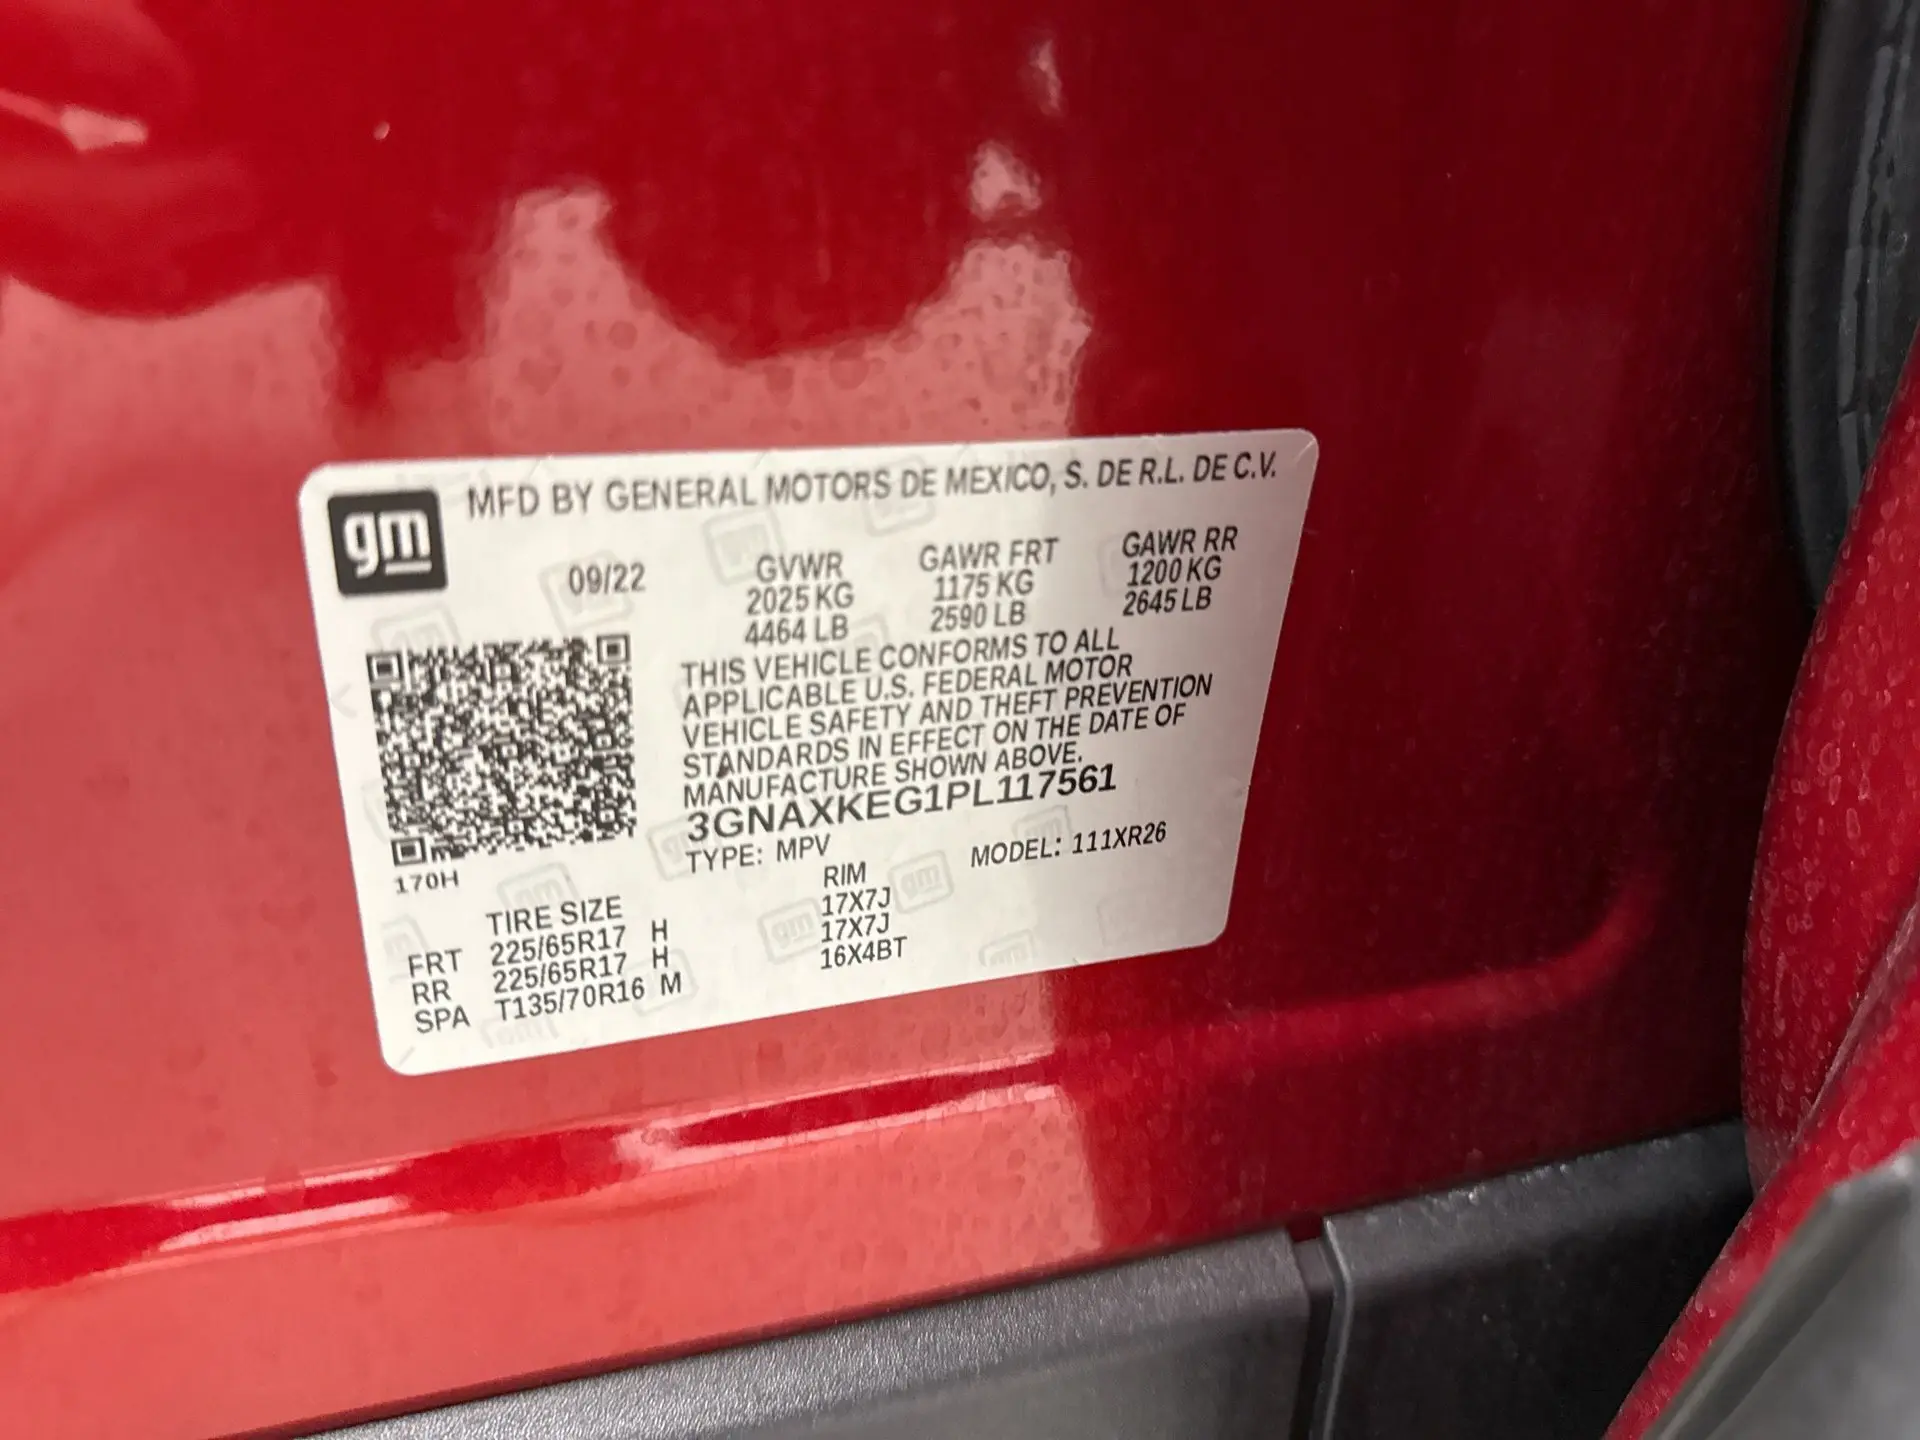 gm
MFD BY GENERAL MOTORS DE MEXICO, S. DE R.L. DE C.V.
09/22
GVWR
2025 KG
4464 LB
GAWR FRT
1175 KG
2590 LB
GAWR RR
1200 KG
2645 LB
THIS VEHICLE CONFORMS TO ALL
APPLICABLE U.S. FEDERAL MOTOR
VEHICLE SAFETY AND THEFT PREVENTION
STANDARDS IN EFFECT ON THE DATE OF
MANUFACTURE SHOWN ABOVE.
3GNAXKEG1PL117561
TYPE: MPV MODEL: 111XR26
170H
TIRE SIZE RIM
FRT 225/65R17 H 17X7J
RR 225/65R17 H 17X7J
SPA T135/70R16 M 16X4BT